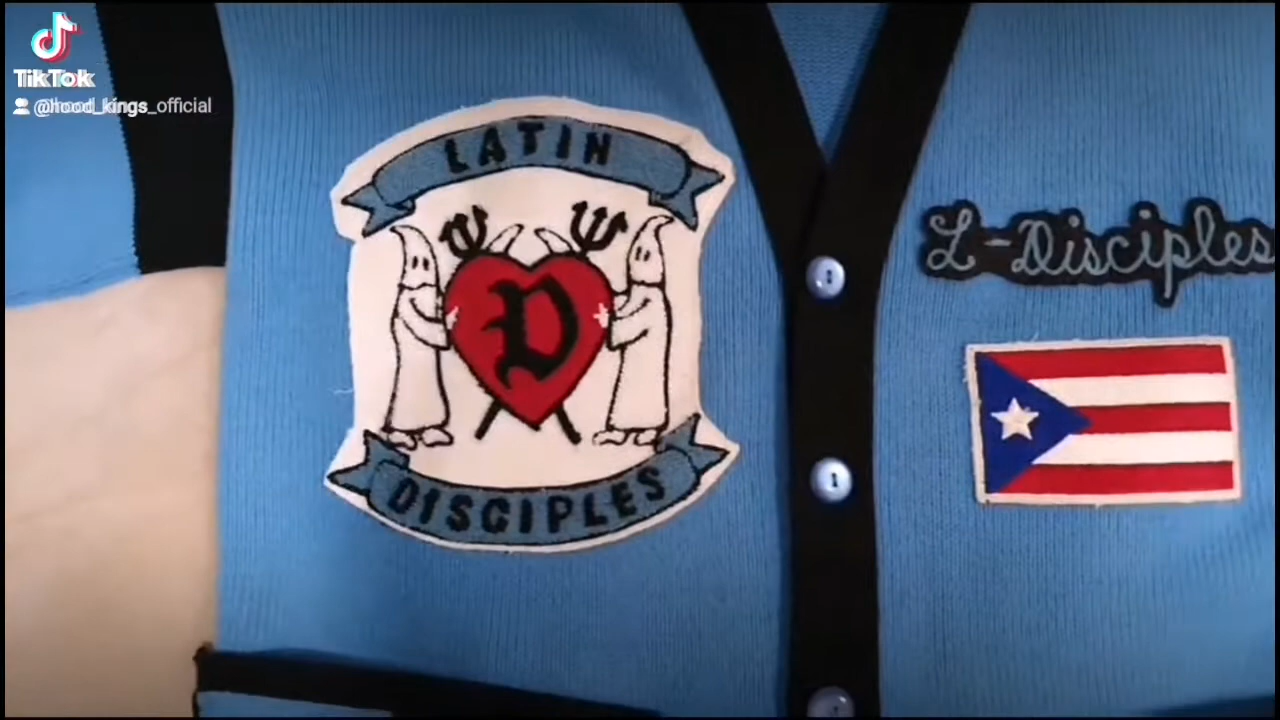 TikTok
@hood_kings_official
LATIN
D
DISCIPLES
L-Disciples